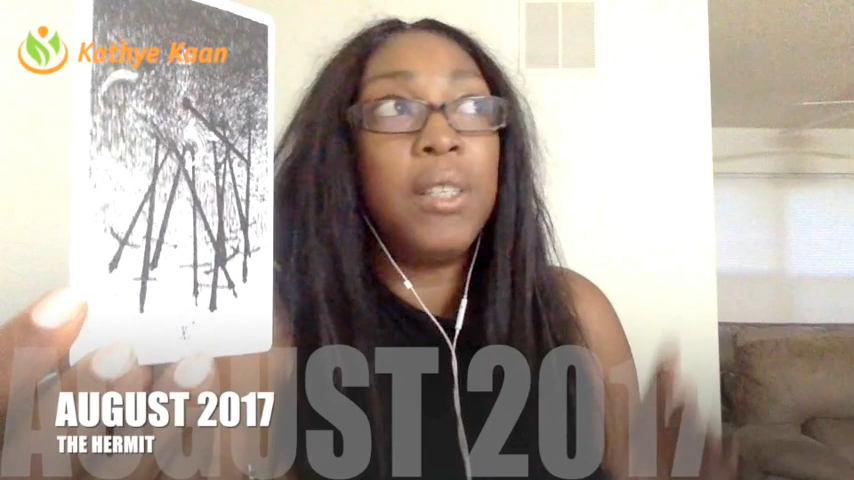 Kathye Kaan
AUGUST 2017
AUGUST 2017
THE HERMIT
X